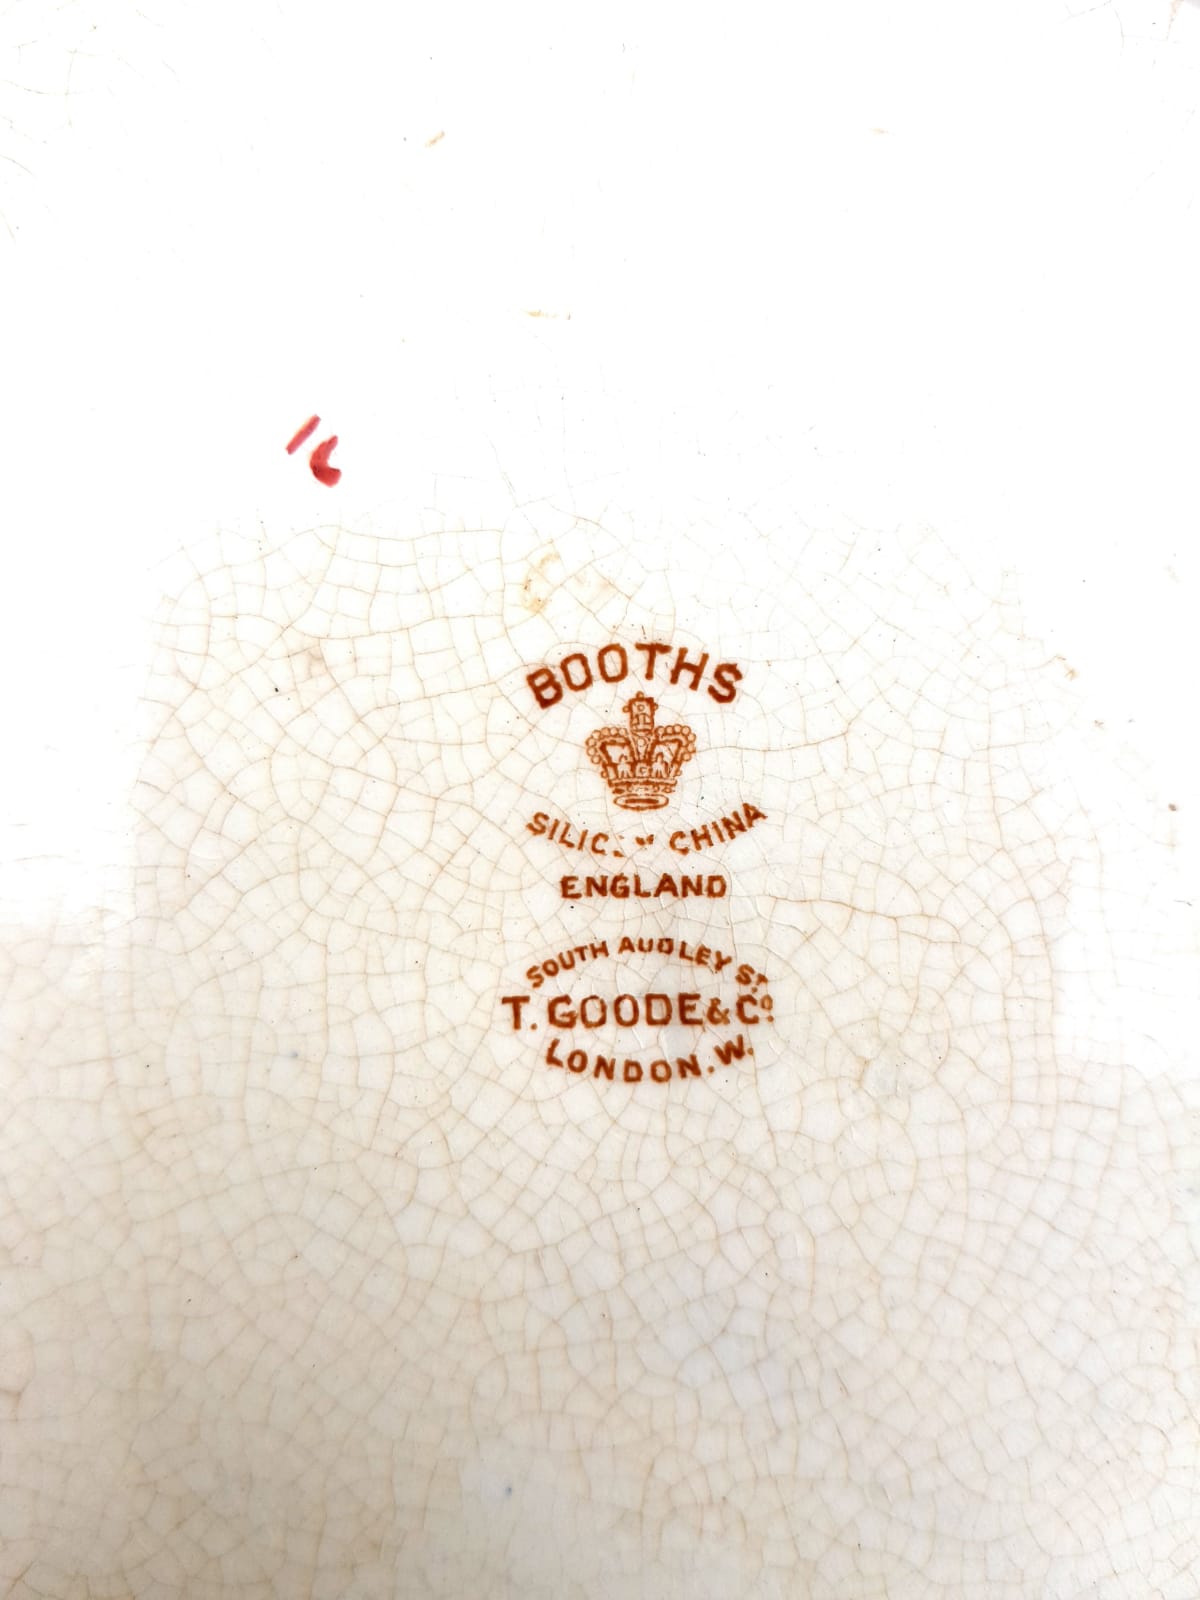 BOOTHS
CHINA
ENGLAND
SOUTH AUDLEY ST.
T. GOODE & Co.
LONDON. W.